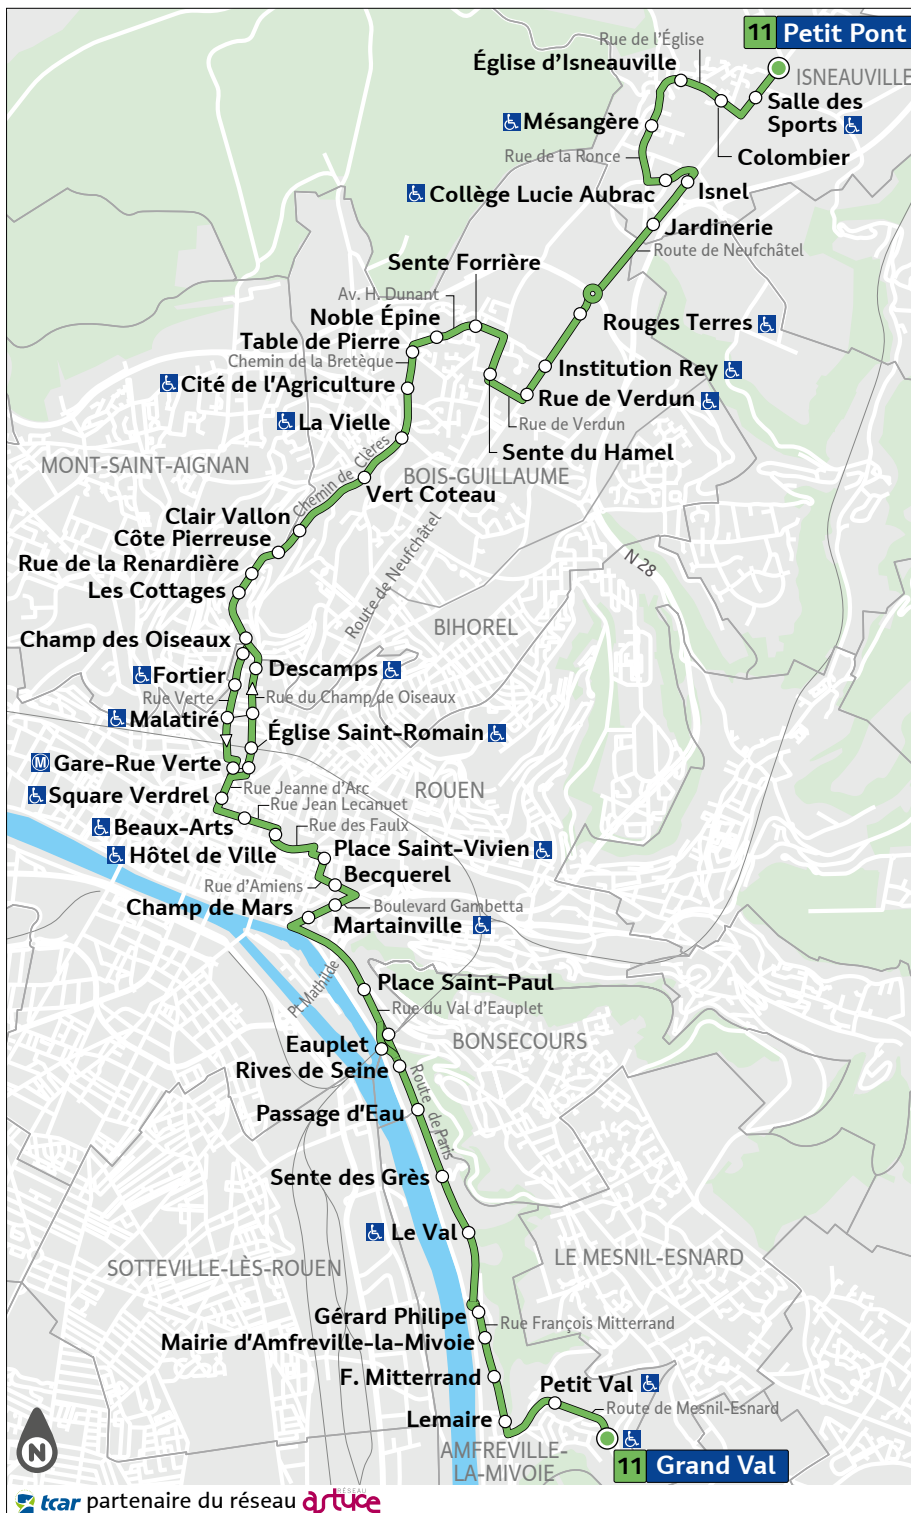 11 Petit Pont
Rue de l'Église
Église d'Isneauville
ISNEAUVILLE
Salle des
Sports
Mésangère
Colombier
Rue de la Ronce
Collège Lucie Aubrac
Isnel
Jardinerie
Route de Neufchâtel
Sente Forrière
Av. H. Dunant
Noble Épine
Rouges Terres
Table de Pierre
Chemin de la Bretèque
Institution Rey
Cité de l'Agriculture
Rue de Verdun
La Vielle
Rue de Verdun
Chemin de Clères
Sente du Hamel
MONT-SAINT-AIGNAN
BOIS-GUILLAUME
Vert Coteau
Clair Vallon
Côte Pierreuse
Route de Neufchâtel
N 28
Rue de la Renardière
Les Cottages
BIHOREL
Champ des Oiseaux
Descamps
Fortier
Rue Verte
Rue du Champ de Oiseaux
Malatiré
Église Saint-Romain
M Gare-Rue Verte
Rue Jeanne d'Arc
ROUEN
Square Verdrel
Rue Jean Lecanuet
Beaux-Arts
Rue des Faulx
Hôtel de Ville
Place Saint-Vivien
Becquerel
Rue d'Amiens
Boulevard Gambetta
Champ de Mars
Martainville
Pt Mathilde
Place Saint-Paul
Rue du Val d'Eauplet
Eauplet
BONSECOURS
Rives de Seine
Route de Paris
Passage d'Eau
Sente des Grès
Le Val
LE MESNIL-ESNARD
SOTTEVILLE-LÈS-ROUEN
Gérard Philipe
Rue François Mitterrand
Mairie d'Amfreville-la-Mivoie
F. Mitterrand
Petit Val
Route de Mesnil-Esnard
Lemaire
AMFREVILLE-
LA-MIVOIE
11 Grand Val
N
tcar partenaire du réseau RÉSEAU astuce